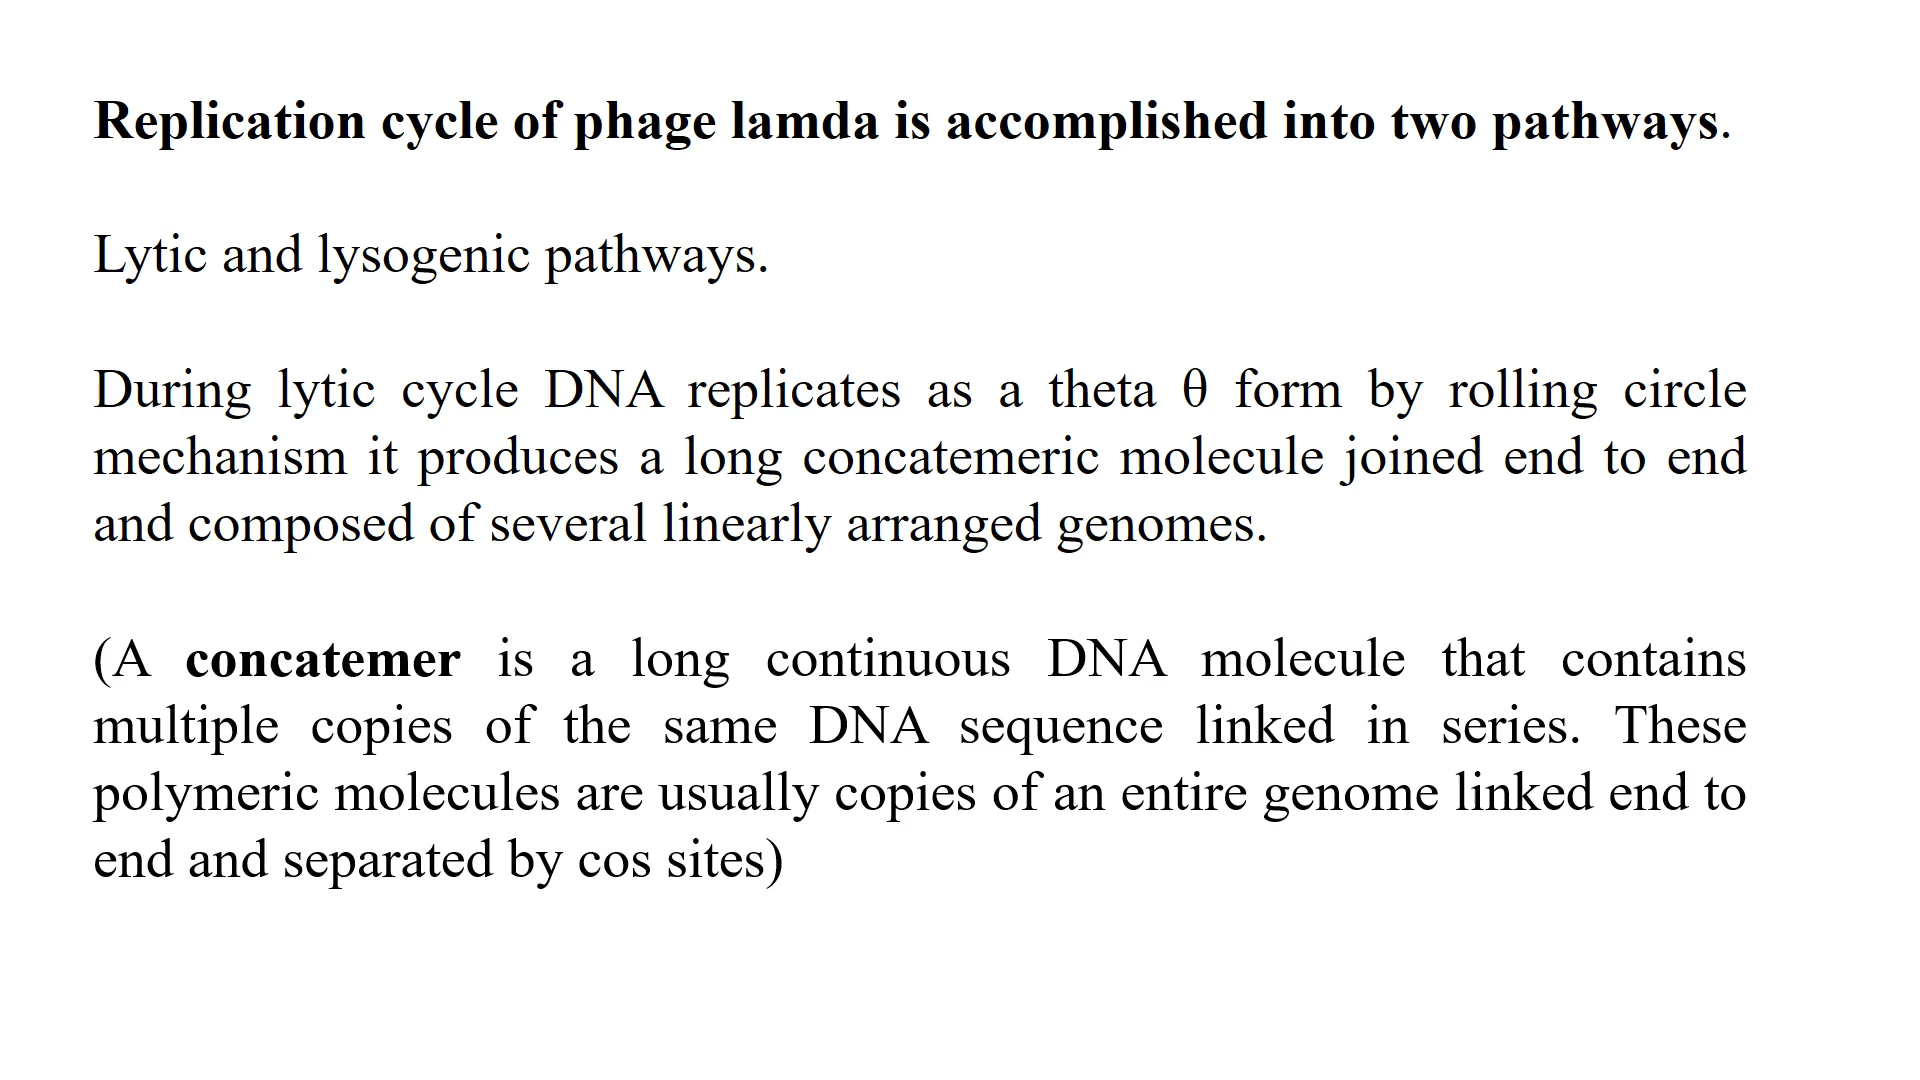 Replication cycle of phage lamda is accomplished into two pathways.
Lytic and lysogenic pathways.
During lytic cycle DNA replicates as a theta θ form by rolling circle
mechanism it produces a long concatemeric molecule joined end to end
and composed of several linearly arranged genomes.
(A concatemer is a long continuous DNA molecule that contains
multiple copies of the same DNA sequence linked in series. These
polymeric molecules are usually copies of an entire genome linked end to
end and separated by cos sites)